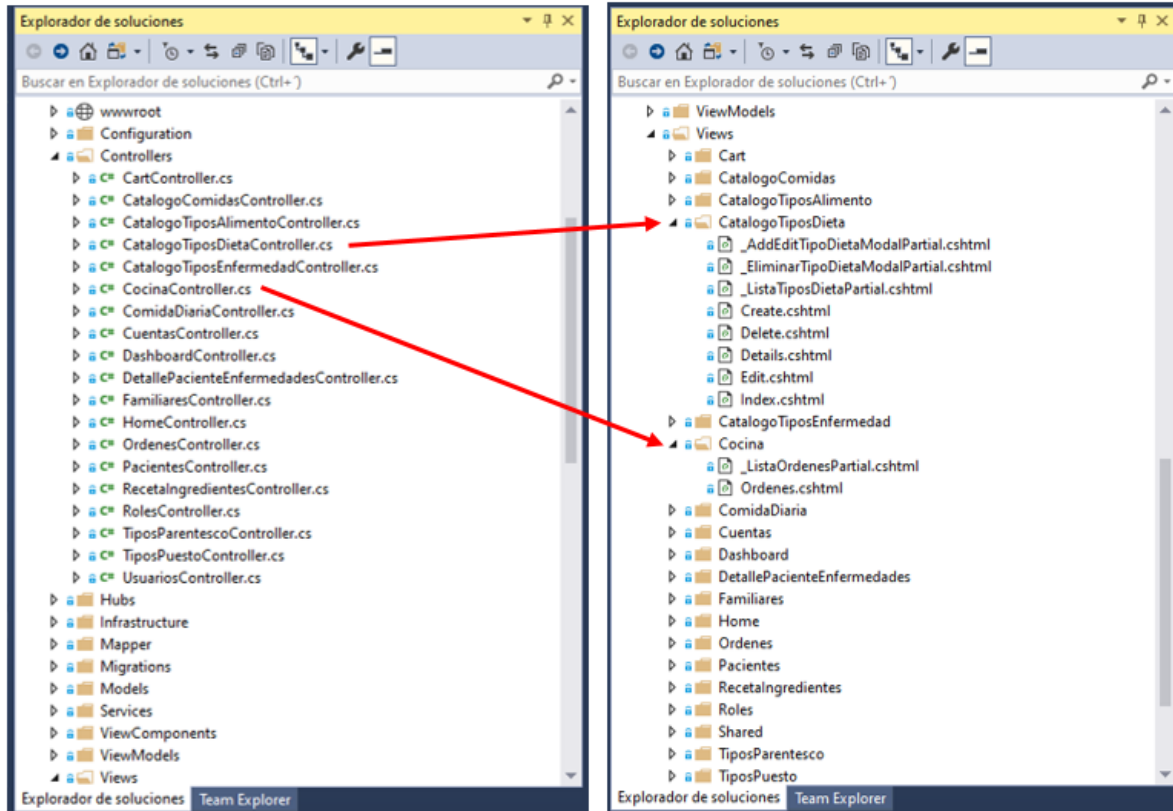 Explorador de soluciones
Buscar en Explorador de soluciones (Ctrl+´)
wwwroot
Configuration
Controllers
CartController.cs
CatalogoComidasController.cs
CatalogoTiposAlimentoController.cs
CatalogoTiposDietaController.cs
CatalogoTiposEnfermedadController.cs
CocinaController.cs
ComidaDiariaController.cs
CuentasController.cs
DashboardController.cs
DetallePacienteEnfermedadesController.cs
FamiliaresController.cs
HomeController.cs
OrdenesController.cs
PacientesController.cs
RecetaIngredientesController.cs
RolesController.cs
TiposParentescoController.cs
TiposPuestoController.cs
UsuariosController.cs
Hubs
Infrastructure
Mapper
Migrations
Models
Services
ViewComponents
ViewModels
Views
Explorador de soluciones Team Explorer
Explorador de soluciones
Buscar en Explorador de soluciones (Ctrl+´)
ViewModels
Views
Cart
CatalogoComidas
CatalogoTiposAlimento
CatalogoTiposDieta
_AddEditTipoDietaModalPartial.cshtml
_EliminarTipoDietaModalPartial.cshtml
_ListaTiposDietaPartial.cshtml
Create.cshtml
Delete.cshtml
Details.cshtml
Edit.cshtml
Index.cshtml
CatalogoTiposEnfermedad
Cocina
_ListaOrdenesPartial.cshtml
Ordenes.cshtml
ComidaDiaria
Cuentas
Dashboard
DetallePacienteEnfermedades
Familiares
Home
Ordenes
Pacientes
RecetaIngredientes
Roles
Shared
TiposParentesco
TiposPuesto
Explorador de soluciones Team Explorer